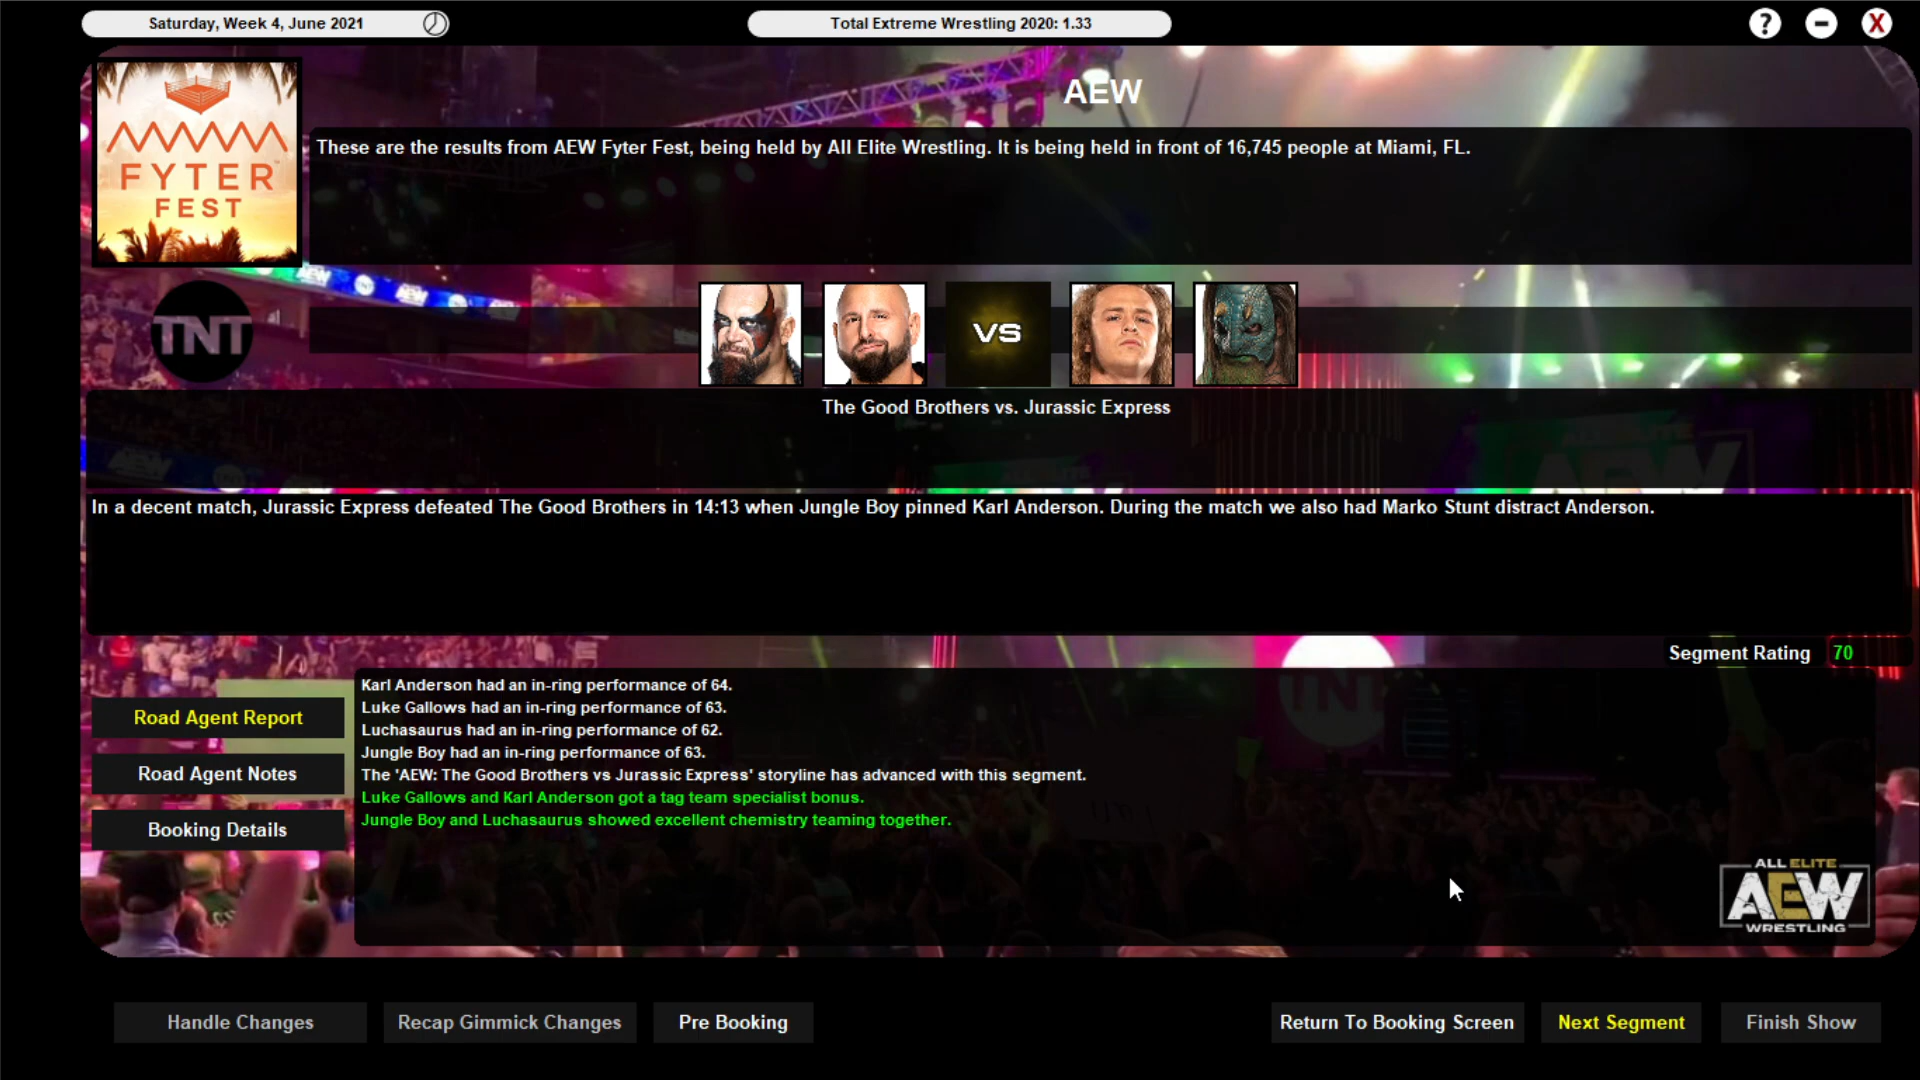 Saturday, Week 4, June 2021
Total Extreme Wrestling 2020: 1.33
?
X
FYTER
FEST
AEW
These are the results from AEW Fyter Fest, being held by All Elite Wrestling. It is being held in front of 16,745 people at Miami, FL.
TNT
VS
The Good Brothers vs. Jurassic Express
In a decent match, Jurassic Express defeated The Good Brothers in 14:13 when Jungle Boy pinned Karl Anderson. During the match we also had Marko Stunt distract Anderson.
Segment Rating 70
Road Agent Report
Road Agent Notes
Booking Details
Karl Anderson had an in-ring performance of 64.
Luke Gallows had an in-ring performance of 63.
Luchasaurus had an in-ring performance of 62.
Jungle Boy had an in-ring performance of 63.
The 'AEW: The Good Brothers vs Jurassic Express' storyline has advanced with this segment.
Luke Gallows and Karl Anderson got a tag team specialist bonus.
Jungle Boy and Luchasaurus showed excellent chemistry teaming together.
TNT
ALL ELITE
AEW
WRESTLING
Handle Changes
Recap Gimmick Changes
Pre Booking
Return To Booking Screen
Next Segment
Finish Show